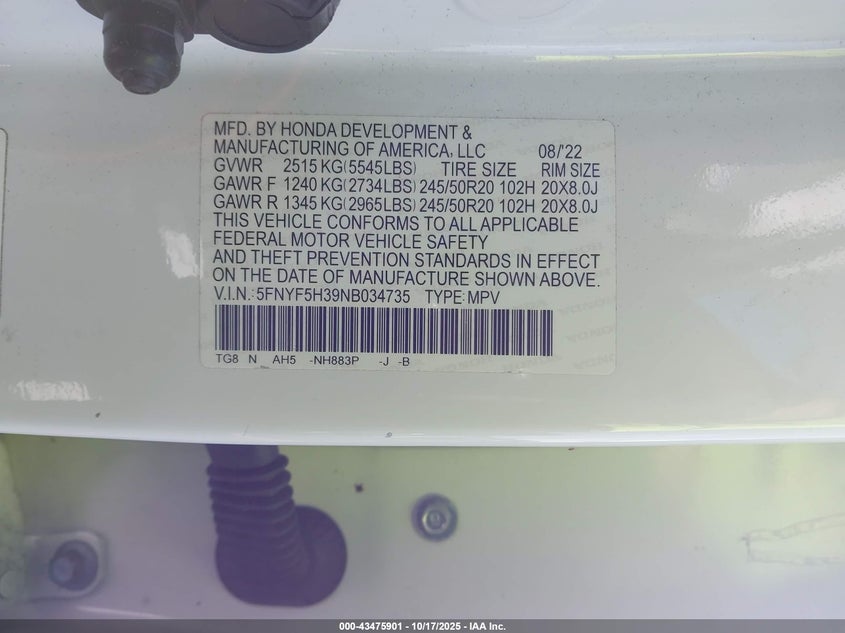 MFD. BY HONDA DEVELOPMENT &
MANUFACTURING OF AMERICA, LLC 08/'22
GVWR 2515 KG(5545LBS) TIRE SIZE RIM SIZE
GAWR F 1240 KG(2734LBS) 245/50R20 102H 20X8.0J
GAWR R 1345 KG(2965LBS) 245/50R20 102H 20X8.0J
THIS VEHICLE CONFORMS TO ALL APPLICABLE
FEDERAL MOTOR VEHICLE SAFETY
AND THEFT PREVENTION STANDARDS IN EFFECT
ON THE DATE OF MANUFACTURE SHOWN ABOVE.
V.I.N.: 5FNYF5H39NB034735 TYPE: MPV
TG8 N AH5 -NH883P -J -B
000-43475901 - 10/17/2025 - IAA Inc.